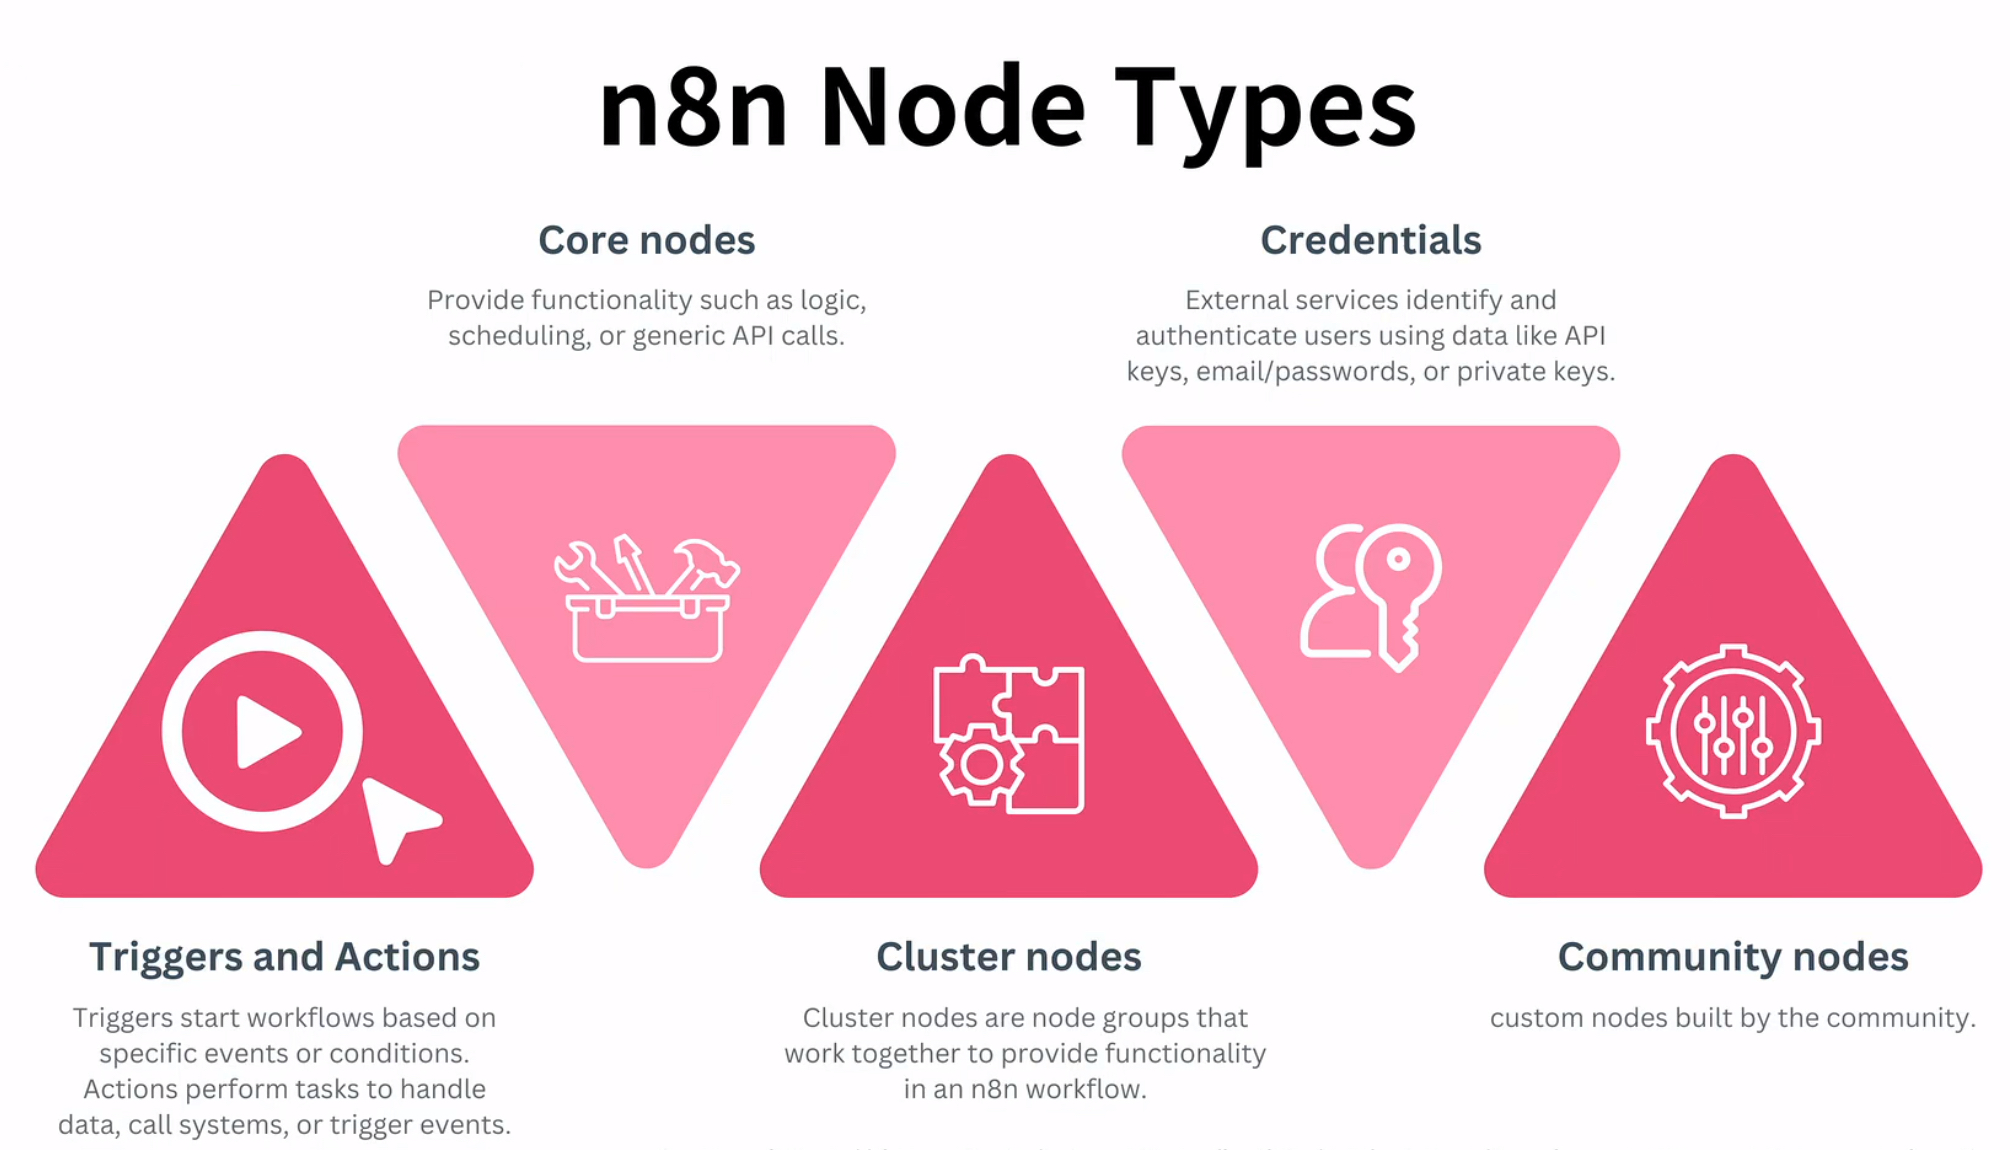 n8n Node Types
Core nodes
Provide functionality such as logic,
scheduling, or generic API calls.
Credentials
External services identify and
authenticate users using data like API
keys, email/passwords, or private keys.
Triggers and Actions
Triggers start workflows based on
specific events or conditions.
Actions perform tasks to handle
data, call systems, or trigger events.
Cluster nodes
Cluster nodes are node groups that
work together to provide functionality
in an n8n workflow.
Community nodes
custom nodes built by the community.